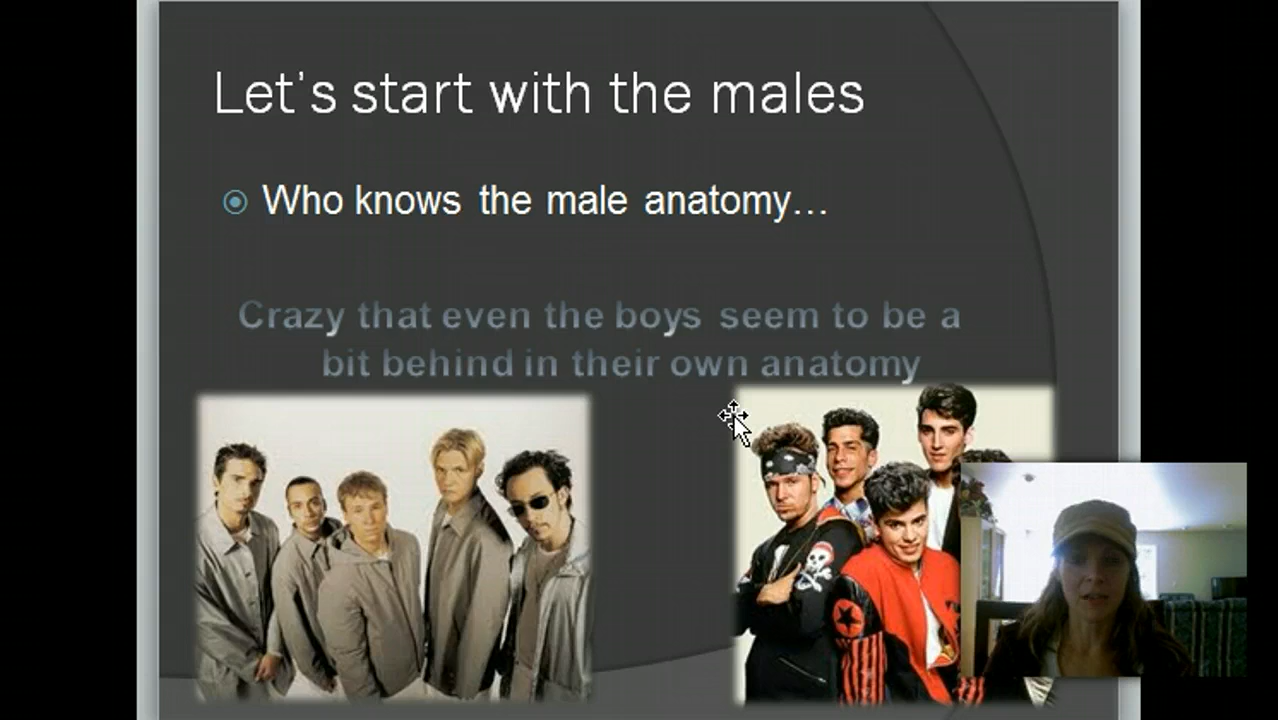 Let's start with the males
Who knows the male anatomy...
Crazy that even the boys seem to be a
bit behind in their own anatomy